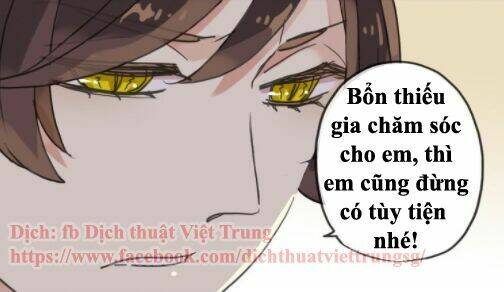 Bổn thiếu
gia chăm sóc
cho em, thì
em cũng đừng
có tùy tiện
nhé!
Dịch: fb Dịch thuật Việt Trung
https://www.facebook.com/dichthuatviettrungsg/